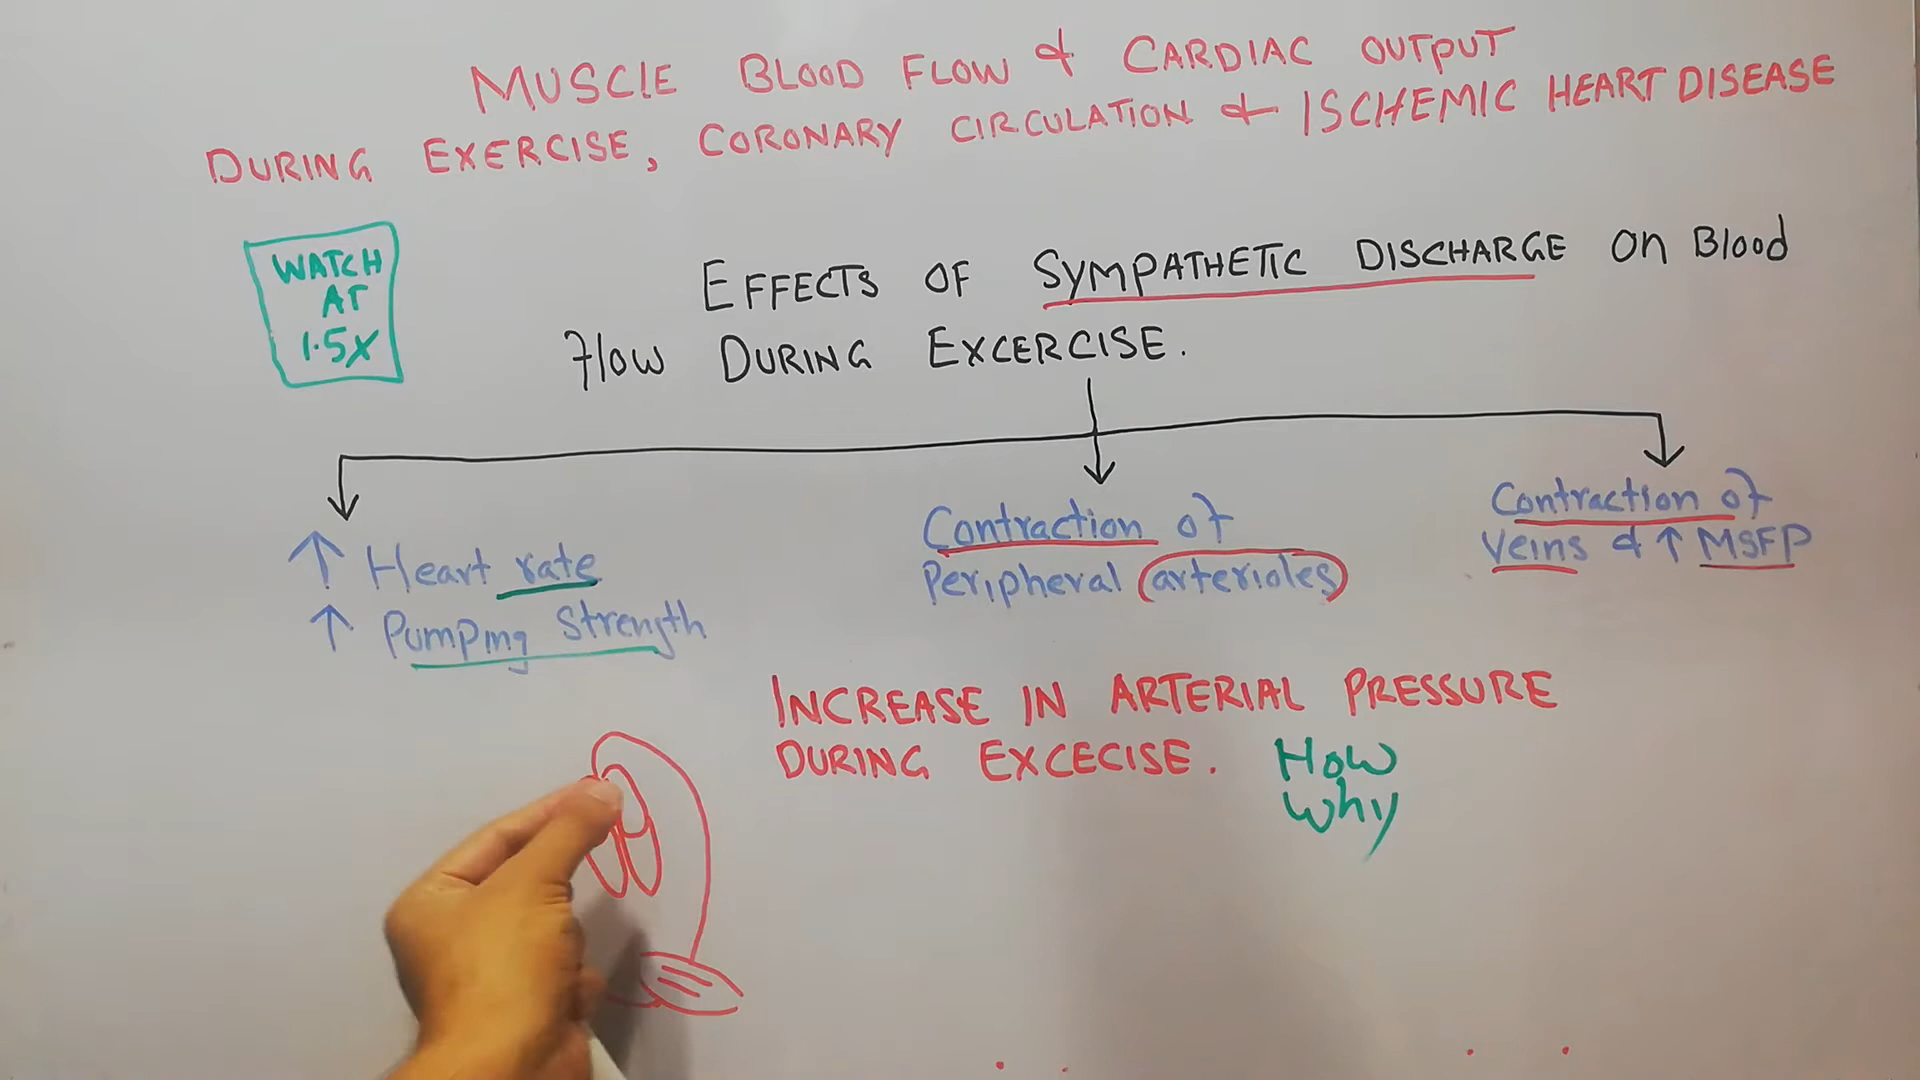 MUSCLE BLOOD FLOW & CARDIAC OUTPUT
DURING EXERCISE, CORONARY CIRCULATION & ISCHEMIC HEART DISEASE
WATCH
AT
1.5X
EFFECTS OF SYMPATHETIC DISCHARGE ON Blood
Flow DURING EXCERCISE.
↑ Heart rate
↑ Pumping Strength
Contraction of
Peripheral arterioles
Contraction of
Veins & ↑ MSFP
INCREASE IN ARTERIAL PRESSURE
DURING EXCECISE. How
Why